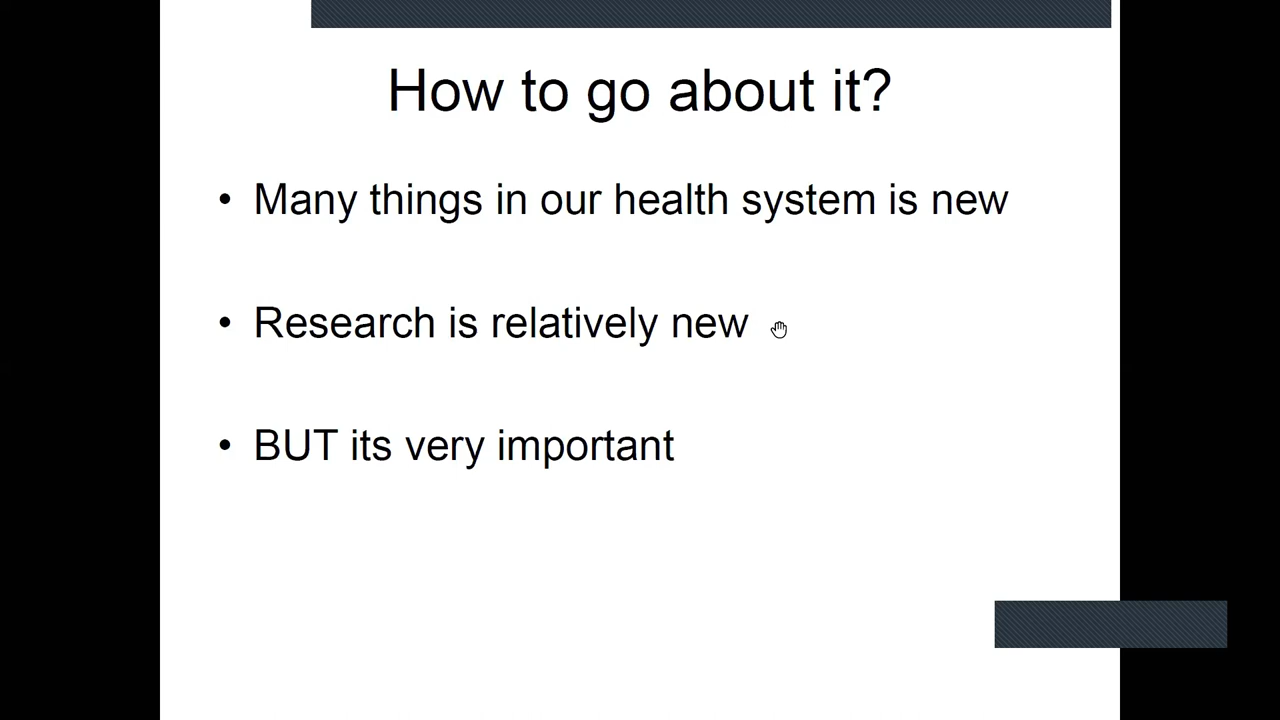 How to go about it?
• Many things in our health system is new
• Research is relatively new
• BUT its very important